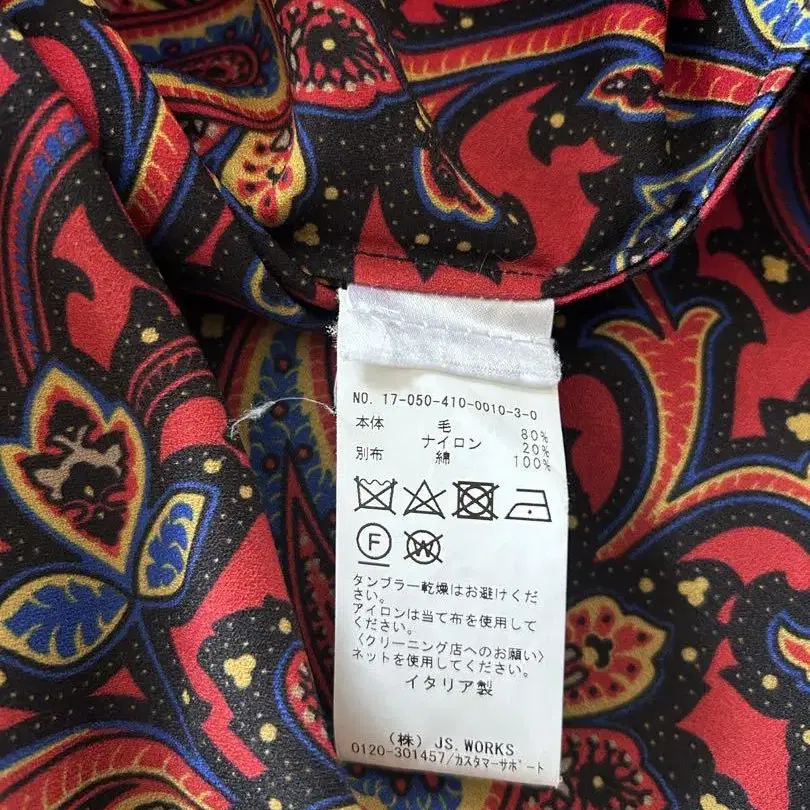 NO. 17-050-410-0010-3-0
本体 毛 80%
ナイロン 20%
別布 綿 100%
F W
タンブラー乾燥はお避けくだ
さい。
アイロンは当て布を使用して
ください。
〈クリーニング店へのお願い〉
ネットを使用してください。
イタリア製
(株) JS.WORKS
0120-301457/カスタマーサポート